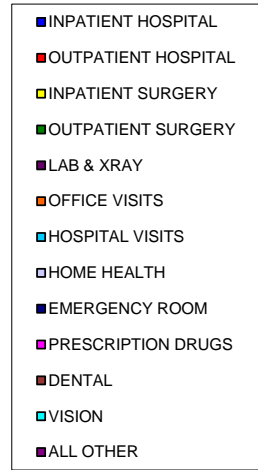 INPATIENT HOSPITAL
OUTPATIENT HOSPITAL
INPATIENT SURGERY
OUTPATIENT SURGERY
LAB & XRAY
OFFICE VISITS
HOSPITAL VISITS
HOME HEALTH
EMERGENCY ROOM
PRESCRIPTION DRUGS
DENTAL
VISION
ALL OTHER